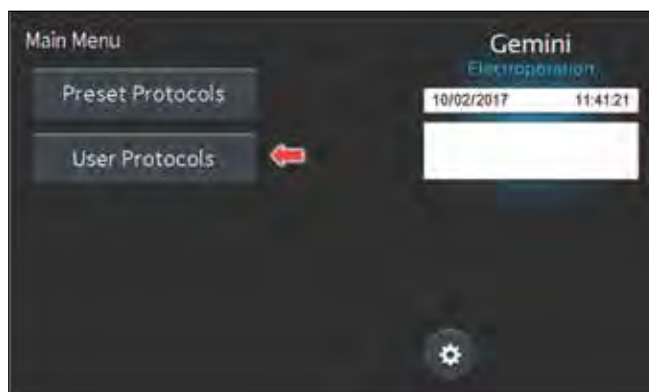 Main Menu
Preset Protocols
User Protocols
Gemini
Electroporation
10/02/2017 11:41:21